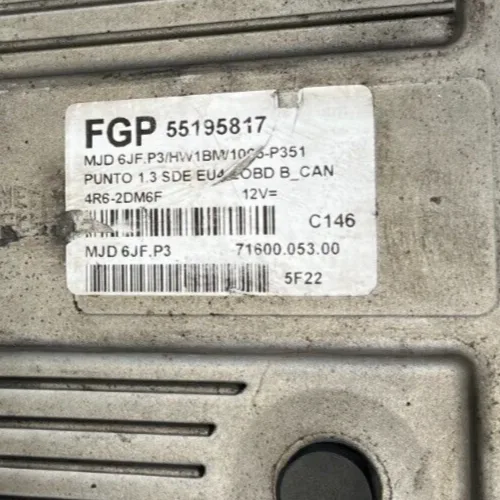 FGP 55195817
MJD 6JF.P3/HW1BM/1005-P351
PUNTO 1.3 SDE EU4 EOBD B_CAN
4R6-2DM6F 12V=
C146
MJD 6JF.P3 71600.053.00
5F22